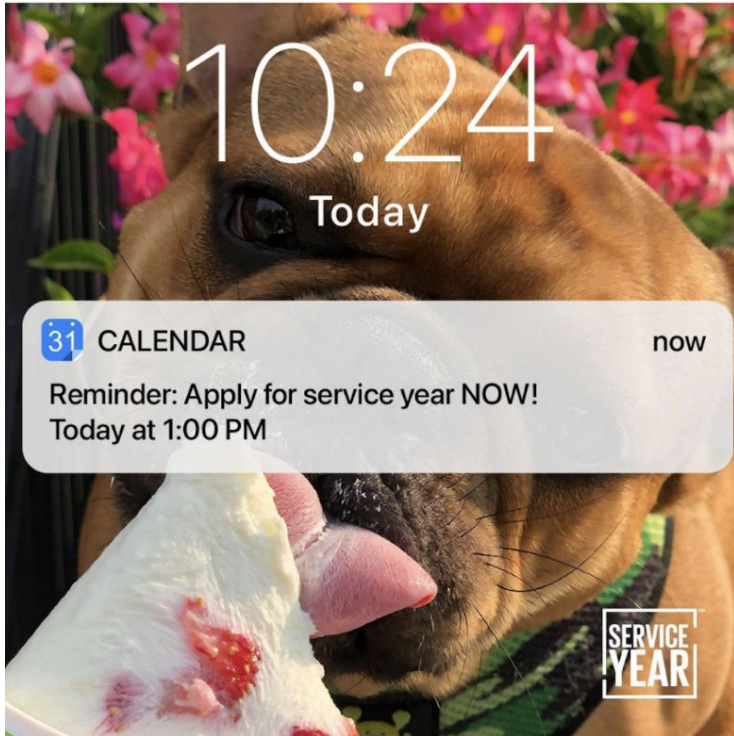 10:24
Today
31 CALENDAR now
Reminder: Apply for service year NOW!
Today at 1:00 PM
SERVICE
YEAR